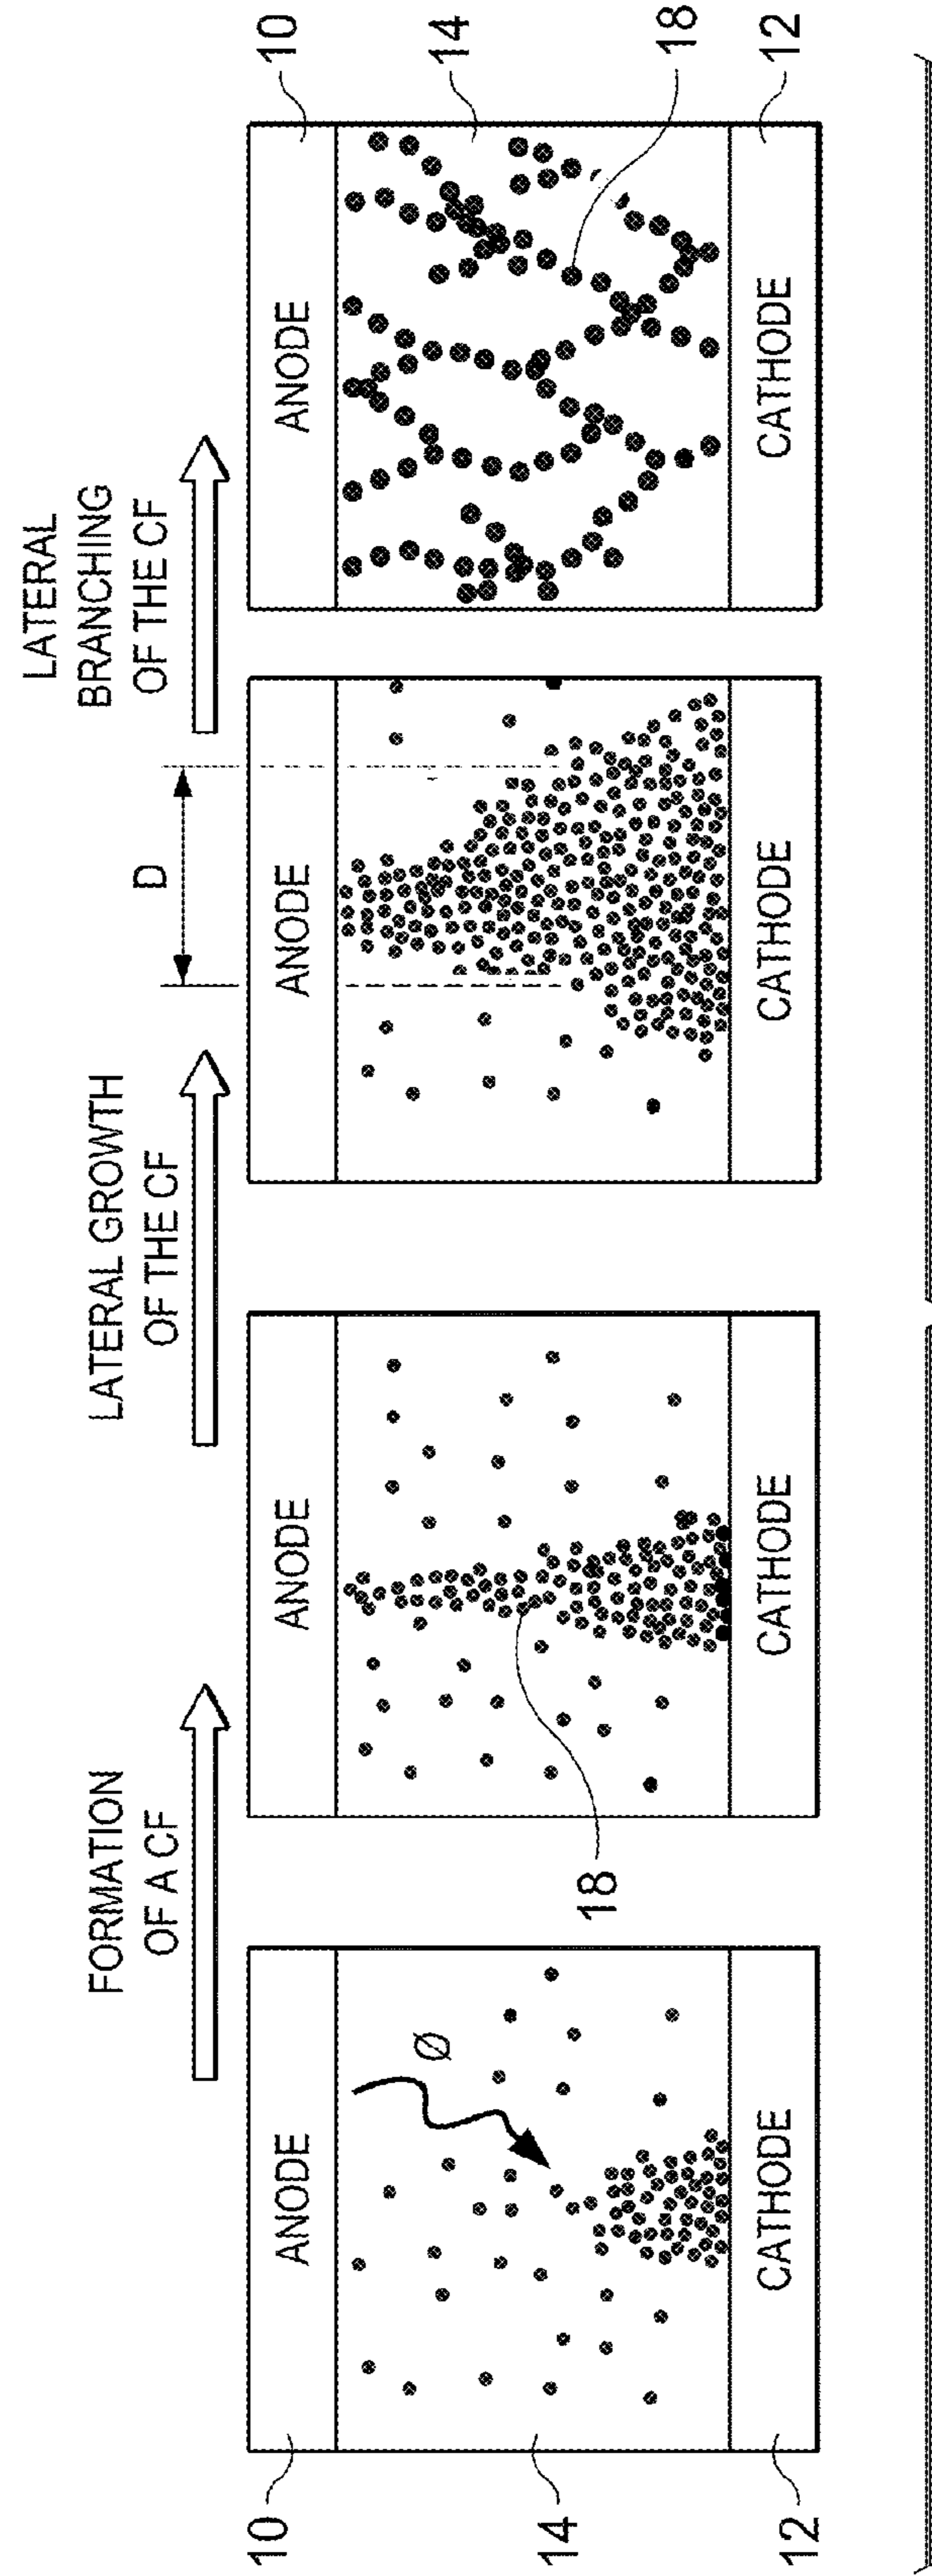 FORMATION
OF A CF
LATERAL GROWTH
OF THE CF
LATERAL
BRANCHING
OF THE CF
D
10
ANODE
ANODE
ANODE
ANODE
10
Ø
14
14
18
18
12
CATHODE
CATHODE
CATHODE
CATHODE
12